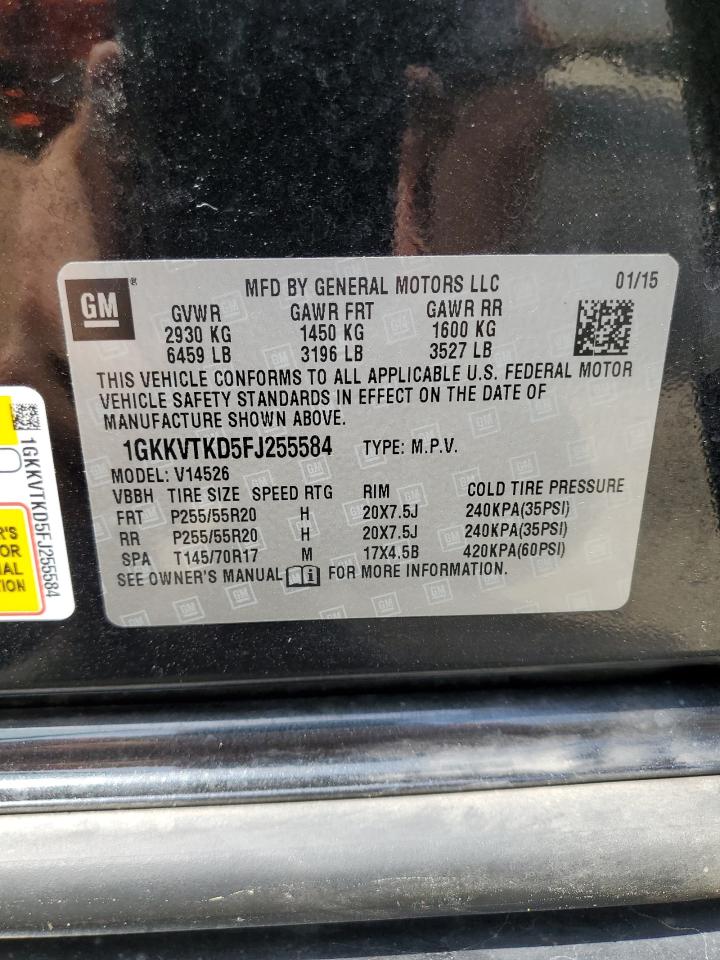 GM ®
MFD BY GENERAL MOTORS LLC 01/15
GVWR GAWR FRT GAWR RR
2930 KG 1450 KG 1600 KG
6459 LB 3196 LB 3527 LB
THIS VEHICLE CONFORMS TO ALL APPLICABLE U.S. FEDERAL MOTOR
VEHICLE SAFETY STANDARDS IN EFFECT ON THE DATE OF
MANUFACTURE SHOWN ABOVE.
1GKKVTKD5FJ255584 TYPE: M.P.V.
MODEL: V14526
VBBH TIRE SIZE SPEED RTG RIM COLD TIRE PRESSURE
FRT P255/55R20 H 20X7.5J 240KPA(35PSI)
RR P255/55R20 H 20X7.5J 240KPA(35PSI)
SPA T145/70R17 M 17X4.5B 420KPA(60PSI)
SEE OWNER'S MANUAL FOR MORE INFORMATION.
1GKKVTKD5FJ255584
R'S
OR
AL
TION